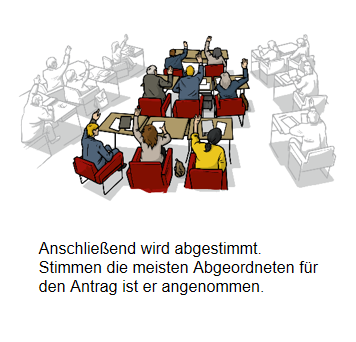 Anschließend wird abgestimmt.
Stimmen die meisten Abgeordneten für
den Antrag ist er angenommen.